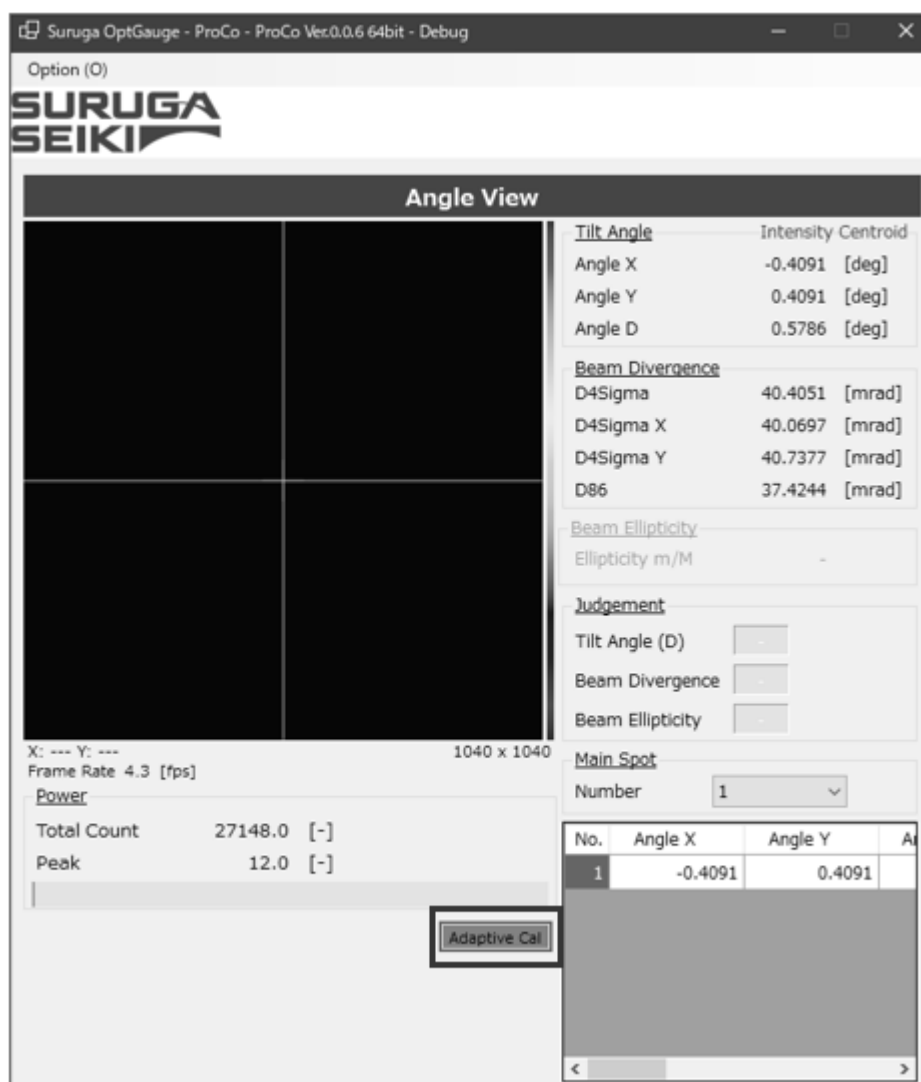 Suruga OptGauge - ProCo - ProCo Ver.0.0.6 64bit - Debug
Option (O)
SURUGA
SEIKI
Angle View
Tilt Angle Intensity Centroid
Angle X -0.4091 [deg]
Angle Y 0.4091 [deg]
Angle D 0.5786 [deg]
Beam Divergence
D4Sigma 40.4051 [mrad]
D4Sigma X 40.0697 [mrad]
D4Sigma Y 40.7377 [mrad]
D86 37.4244 [mrad]
Beam Ellipticity
Ellipticity m/M -
Judgement
Tilt Angle (D) -
Beam Divergence -
Beam Ellipticity -
X: --- Y: --- 1040 x 1040
Frame Rate 4.3 [fps]
Power
Total Count 27148.0 [-]
Peak 12.0 [-]
Adaptive Cal
Main Spot
Number 1
No. Angle X Angle Y
1 -0.4091 0.4091